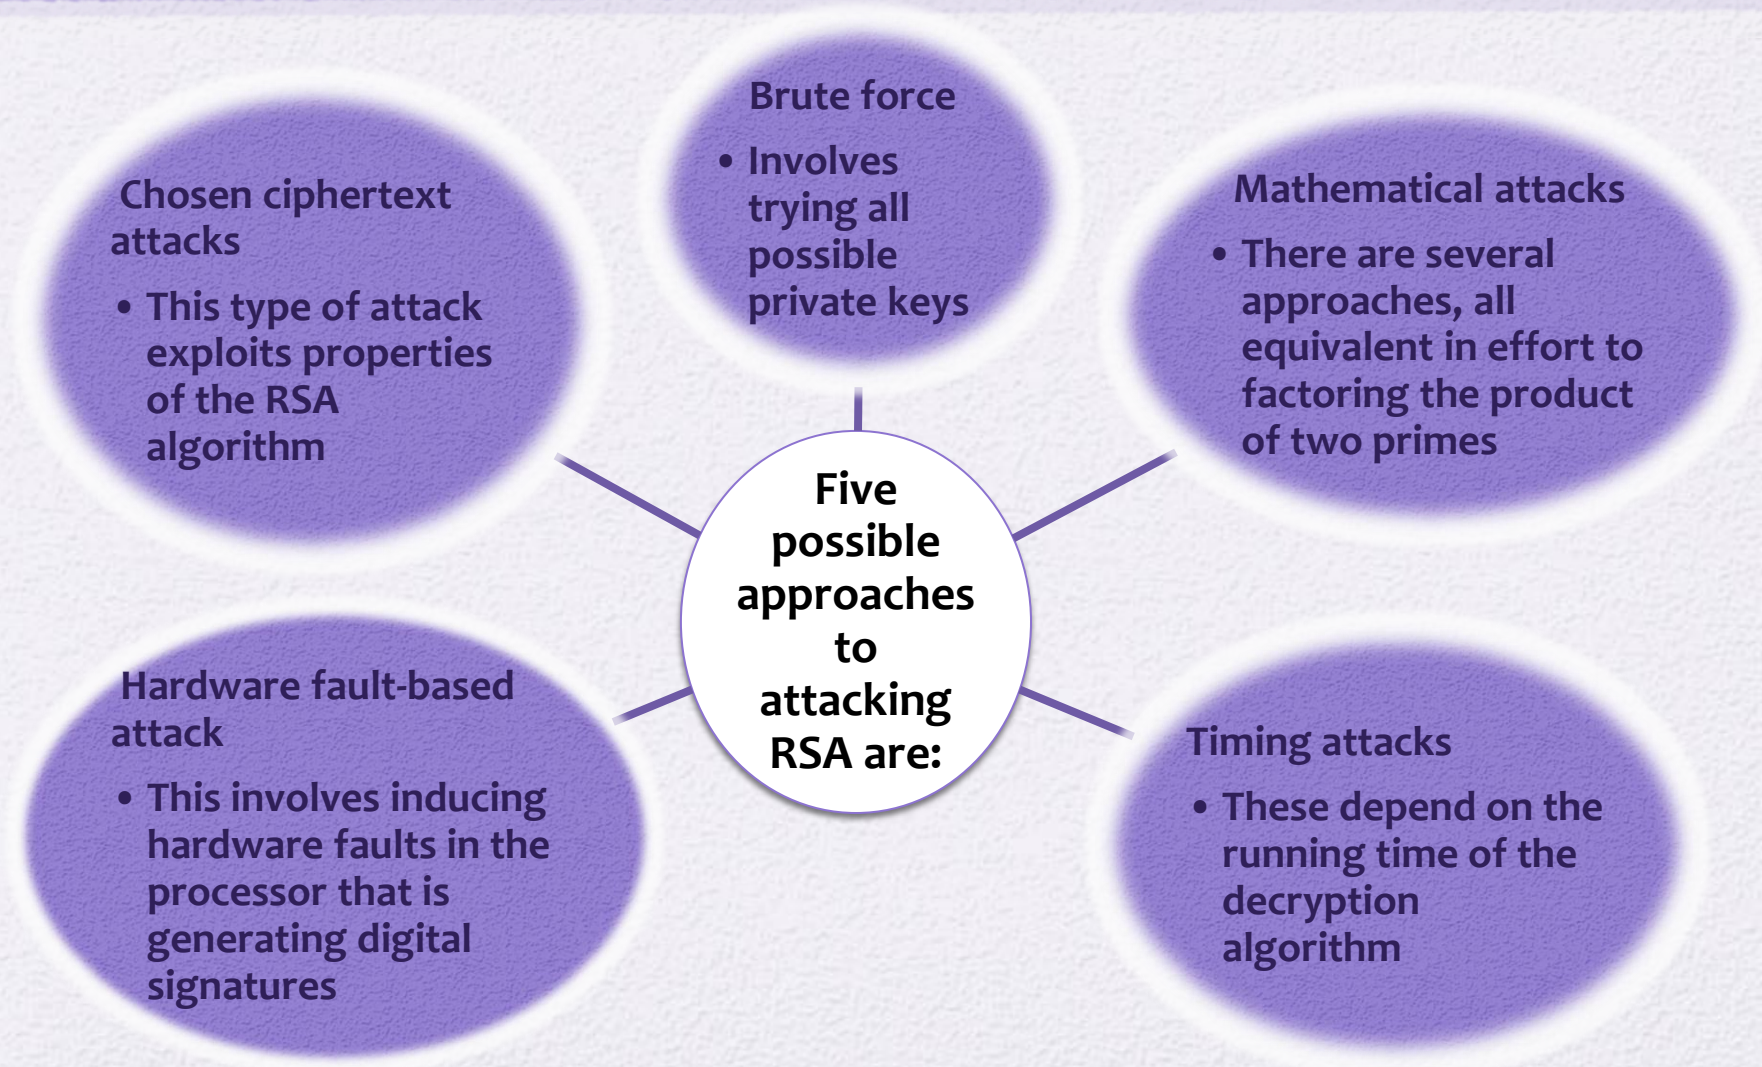 Brute force
• Involves
trying all
possible
private keys
Chosen ciphertext
attacks
• This type of attack
exploits properties
of the RSA
algorithm
Mathematical attacks
• There are several
approaches, all
equivalent in effort to
factoring the product
of two primes
Five
possible
approaches
to
attacking
RSA are:
Hardware fault-based
attack
• This involves inducing
hardware faults in the
processor that is
generating digital
signatures
Timing attacks
• These depend on the
running time of the
decryption
algorithm